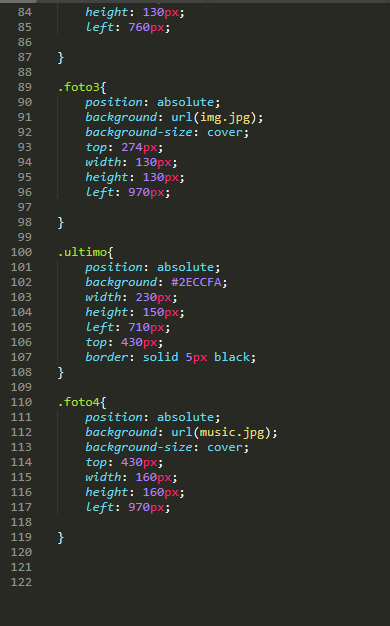 84 height: 130px;
85 left: 760px;
86
87 }
88
89 .foto3{
90 position: absolute;
91 background: url(img.jpg);
92 background-size: cover;
93 top: 274px;
94 width: 130px;
95 height: 130px;
96 left: 970px;
97
98 }
99
100 .ultimo{
101 position: absolute;
102 background: #2ECCFA;
103 width: 230px;
104 height: 150px;
105 left: 710px;
106 top: 430px;
107 border: solid 5px black;
108 }
109
110 .foto4{
111 position: absolute;
112 background: url(music.jpg);
113 background-size: cover;
114 top: 430px;
115 width: 160px;
116 height: 160px;
117 left: 970px;
118
119 }
120
121
122